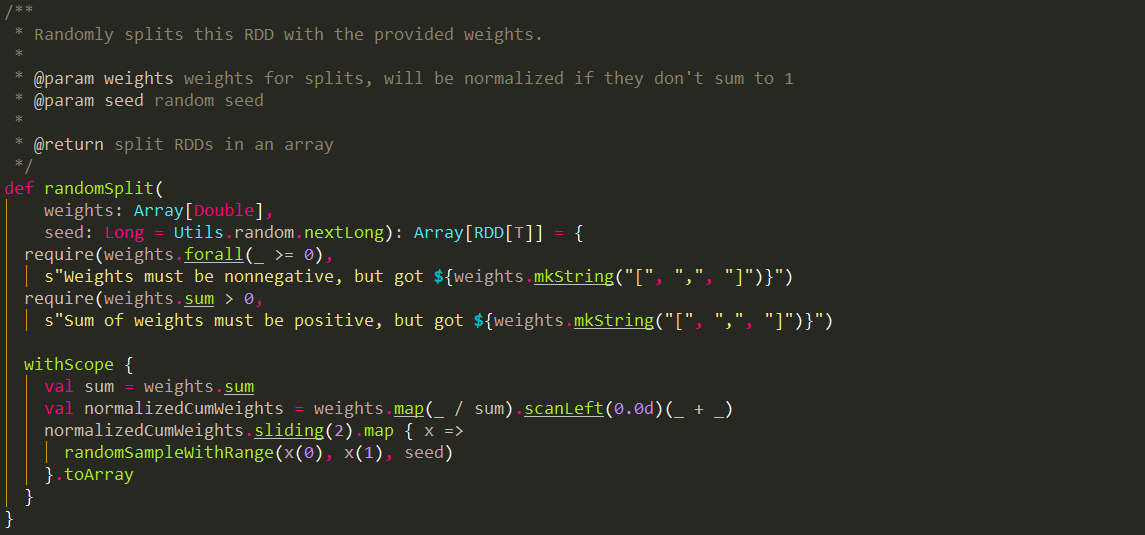 /**
 * Randomly splits this RDD with the provided weights.
 *
 * @param weights weights for splits, will be normalized if they don't sum to 1
 * @param seed random seed
 *
 * @return split RDDs in an array
 */
def randomSplit(
    weights: Array[Double],
    seed: Long = Utils.random.nextLong): Array[RDD[T]] = {
  require(weights.forall(_ >= 0),
    s"Weights must be nonnegative, but got ${weights.mkString("[", ",", "]")}")
  require(weights.sum > 0,
    s"Sum of weights must be positive, but got ${weights.mkString("[", ",", "]")}")

  withScope {
    val sum = weights.sum
    val normalizedCumWeights = weights.map(_ / sum).scanLeft(0.0d)(_ + _)
    normalizedCumWeights.sliding(2).map { x =>
      randomSampleWithRange(x(0), x(1), seed)
    }.toArray
  }
}